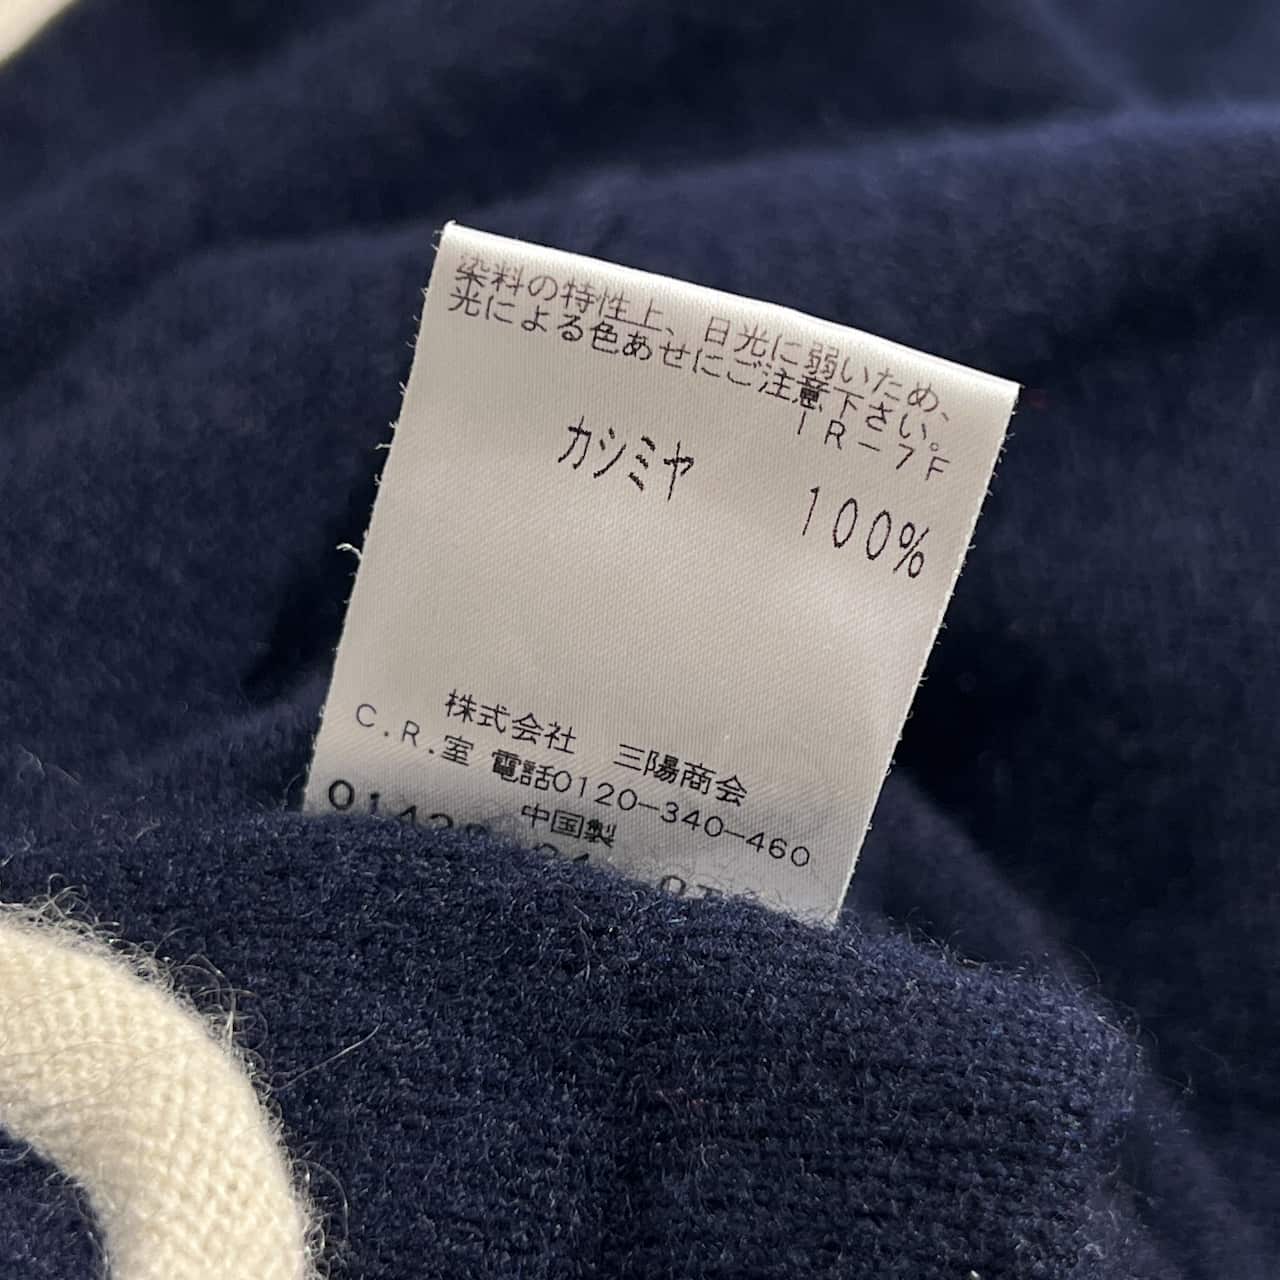 染料の特性上、日光に弱いため、
光による色あせにご注意下さい。
IR-7F
カシミヤ 100%
株式会社 三陽商会
C.R.室 電話0120-340-460
中国製